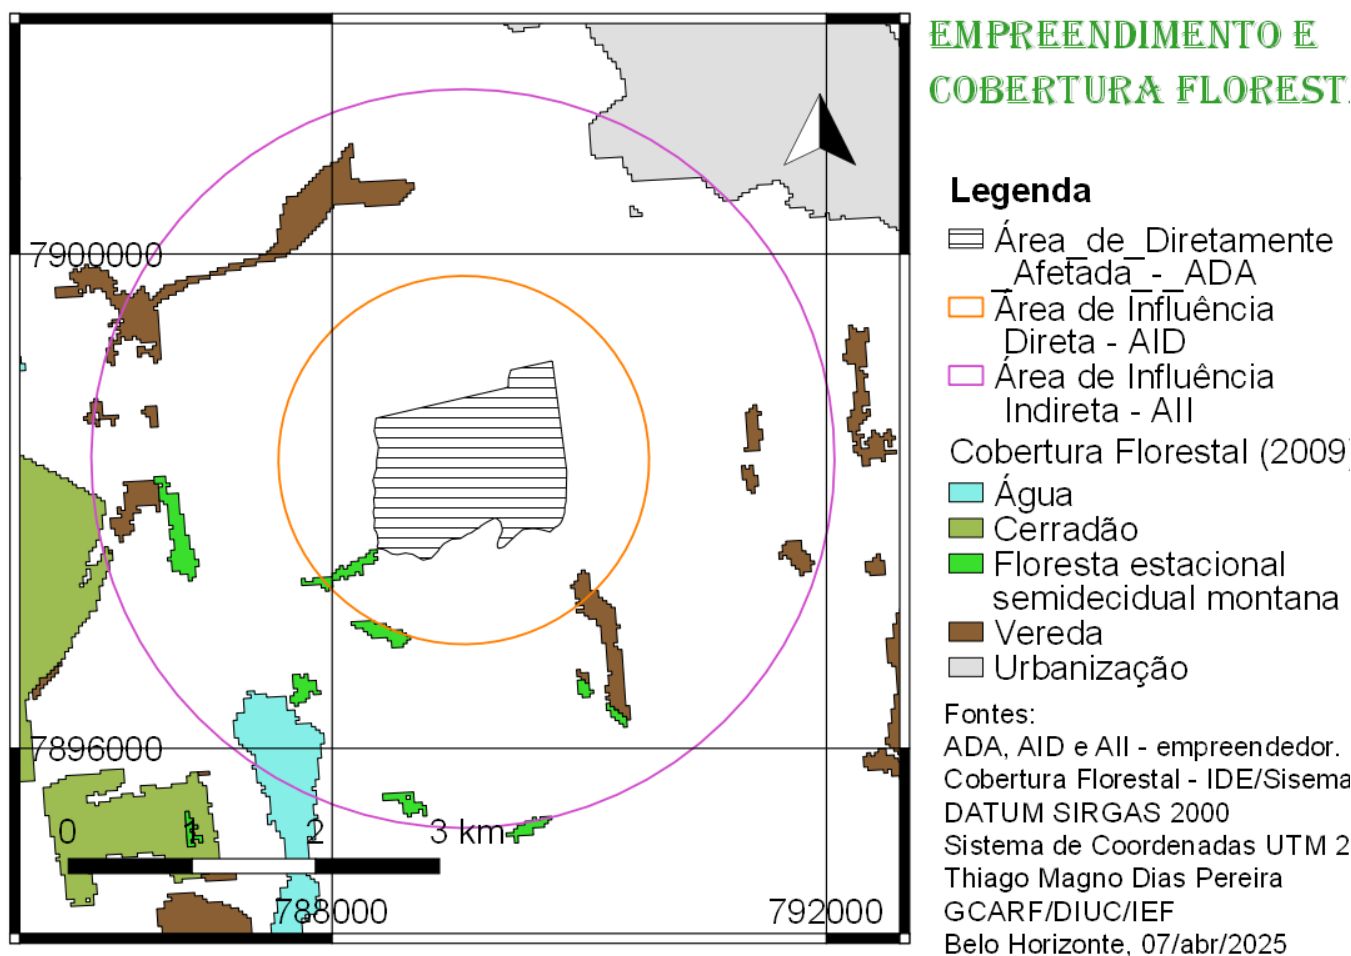 EMPREENDIMENTO E
COBERTURA FLOREST
Legenda
Área_de_Diretamente
_Afetada_-_ADA
Área de Influência
Direta - AID
Área de Influência
Indireta - AII
Cobertura Florestal (2009)
Água
Cerradão
Floresta estacional
semidecidual montana
Vereda
Urbanização
Fontes:
ADA, AID e AII - empreendedor.
Cobertura Florestal - IDE/Sisema
DATUM SIRGAS 2000
Sistema de Coordenadas UTM 2
Thiago Magno Dias Pereira
GCARF/DIUC/IEF
Belo Horizonte, 07/abr/2025
7900000
7896000
0 1 2 3 km
788000 792000